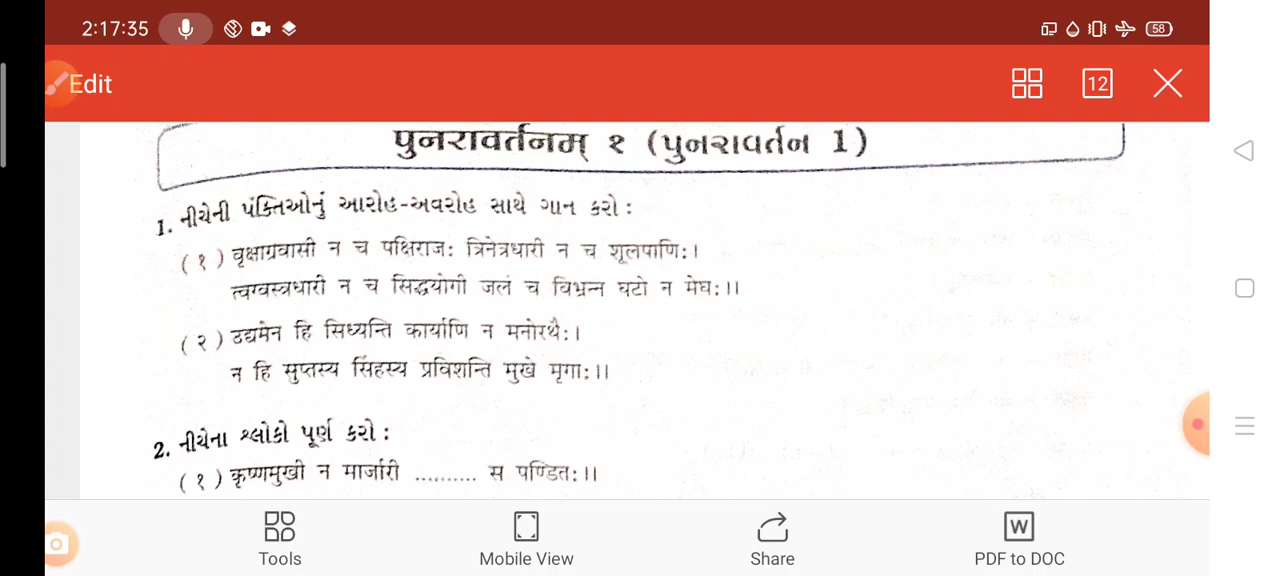 2:17:35
58
Edit
12
पुनरावर्तनम् १ (પુનરાવર્તન 1)
1. નીચેની પંક્તિઓનું આરોહ-અવરોહ સાથે ગાન કરો :
(१) वृक्षाग्रवासी न च पक्षिराजः त्रिनेत्रधारी न च शूलपाणिः।
त्वग्वस्त्रधारी न च सिद्धयोगी जलं च विभ्रन्न घटो न मेघः।।
(२) उद्यमेन हि सिध्यन्ति कार्याणि न मनोरथैः।
न हि सुप्तस्य सिंहस्य प्रविशन्ति मुखे मृगाः।।
2. નીચેના શ્લોકો પૂર્ણ કરો :
(१) कृष्णमुखी न मार्जारी .......... स पण्डितः।।
Tools
Mobile View
Share
W
PDF to DOC